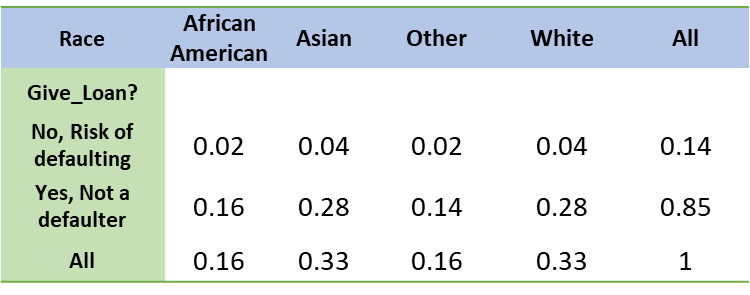 Race African American Asian Other White All
Give_Loan?
No, Risk of defaulting 0.02 0.04 0.02 0.04 0.14
Yes, Not a defaulter 0.16 0.28 0.14 0.28 0.85
All 0.16 0.33 0.16 0.33 1